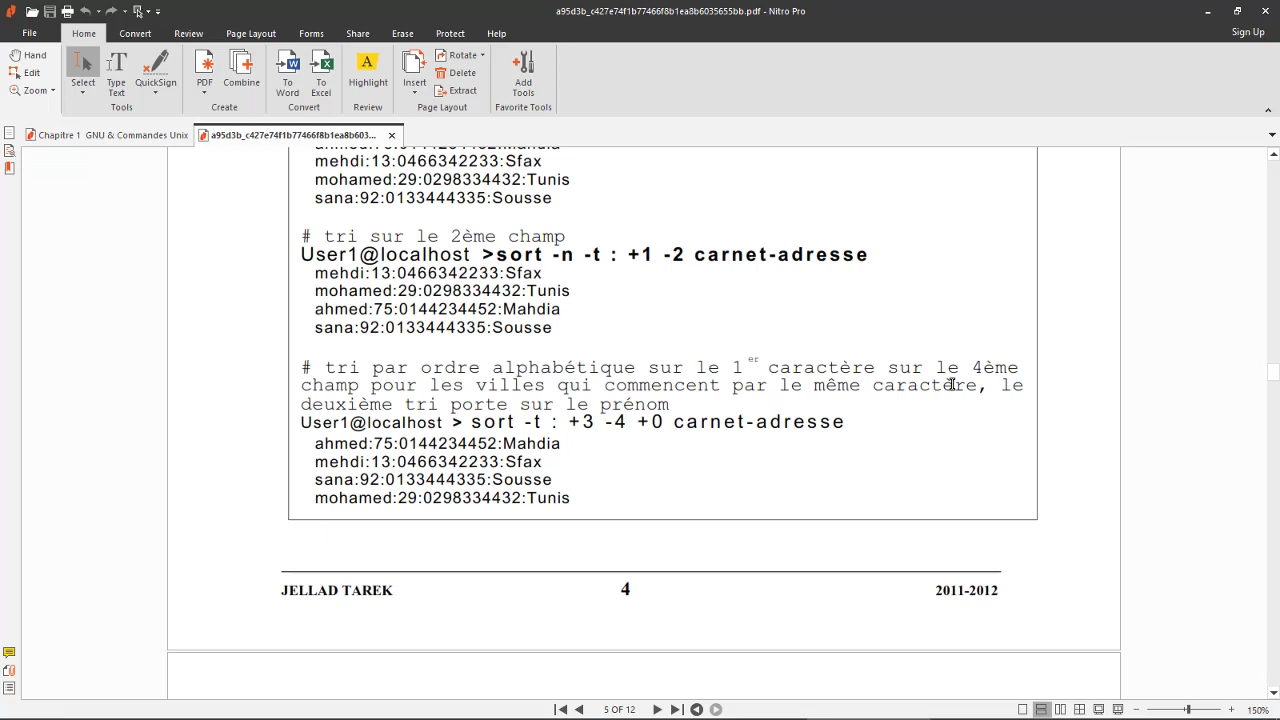 a95d3b_c427e74f1b77466f8b1ea8b6035655bb.pdf - Nitro Pro
File Home Convert Review Page Layout Forms Share Erase Protect Help Sign Up
Hand
Edit
Zoom
Select
Type Text
QuickSign
Tools
PDF
Combine
Create
To Word
To Excel
Convert
Highlight
Review
Insert
Rotate
Delete
Extract
Page Layout
Add Tools
Favorite Tools
Chapitre 1 GNU & Commandes Unix
a95d3b_c427e74f1b77466f8b1ea8b603...
mehdi:13:0466342233:Sfax
mohamed:29:0298334432:Tunis
sana:92:0133444335:Sousse
# tri sur le 2ème champ
User1@localhost >sort -n -t : +1 -2 carnet-adresse
mehdi:13:0466342233:Sfax
mohamed:29:0298334432:Tunis
ahmed:75:0144234452:Mahdia
sana:92:0133444335:Sousse
# tri par ordre alphabétique sur le 1er caractère sur le 4ème
champ pour les villes qui commencent par le même caractère, le
deuxième tri porte sur le prénom
User1@localhost > sort -t : +3 -4 +0 carnet-adresse
ahmed:75:0144234452:Mahdia
mehdi:13:0466342233:Sfax
sana:92:0133444335:Sousse
mohamed:29:0298334432:Tunis
JELLAD TAREK 4 2011-2012
5 OF 12
150%